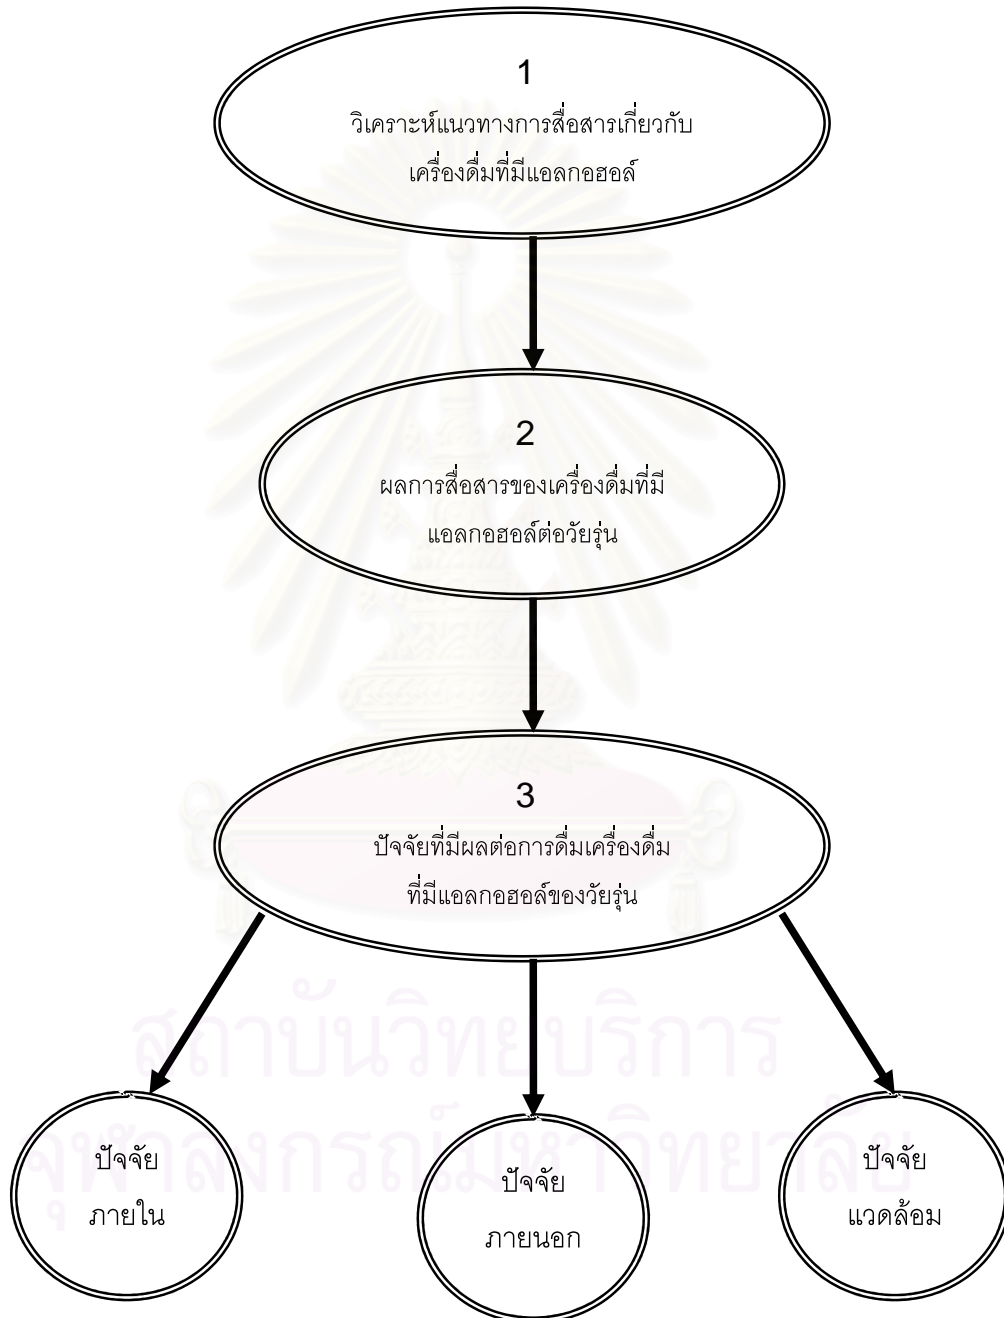 1
วิเคราะห์แนวทางการสื่อสารเกี่ยวกับ
เครื่องดื่มที่มีแอลกอฮอล์
2
ผลการสื่อสารของเครื่องดื่มที่มี
แอลกอฮอล์ต่อวัยรุ่น
3
ปัจจัยที่มีผลต่อการดื่มเครื่องดื่ม
ที่มีแอลกอฮอล์ของวัยรุ่น
ปัจจัย
ภายใน
ปัจจัย
ภายนอก
ปัจจัย
แวดล้อม
สถาบันวิทยบริการ
จุฬาลงกรณ์มหาวิทยาลัย